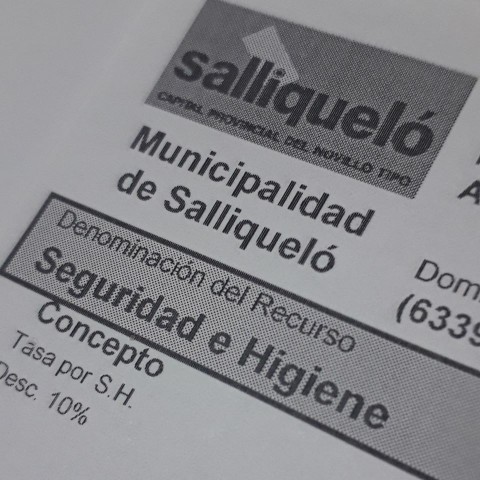 salliqueló
CAPITAL PROVINCIAL DEL NOVILLO TIPO
Municipalidad
de Salliqueló
Dom
(6339
Denominación del Recurso
Seguridad e Higiene
Concepto
Tasa por S.H.
Desc. 10%